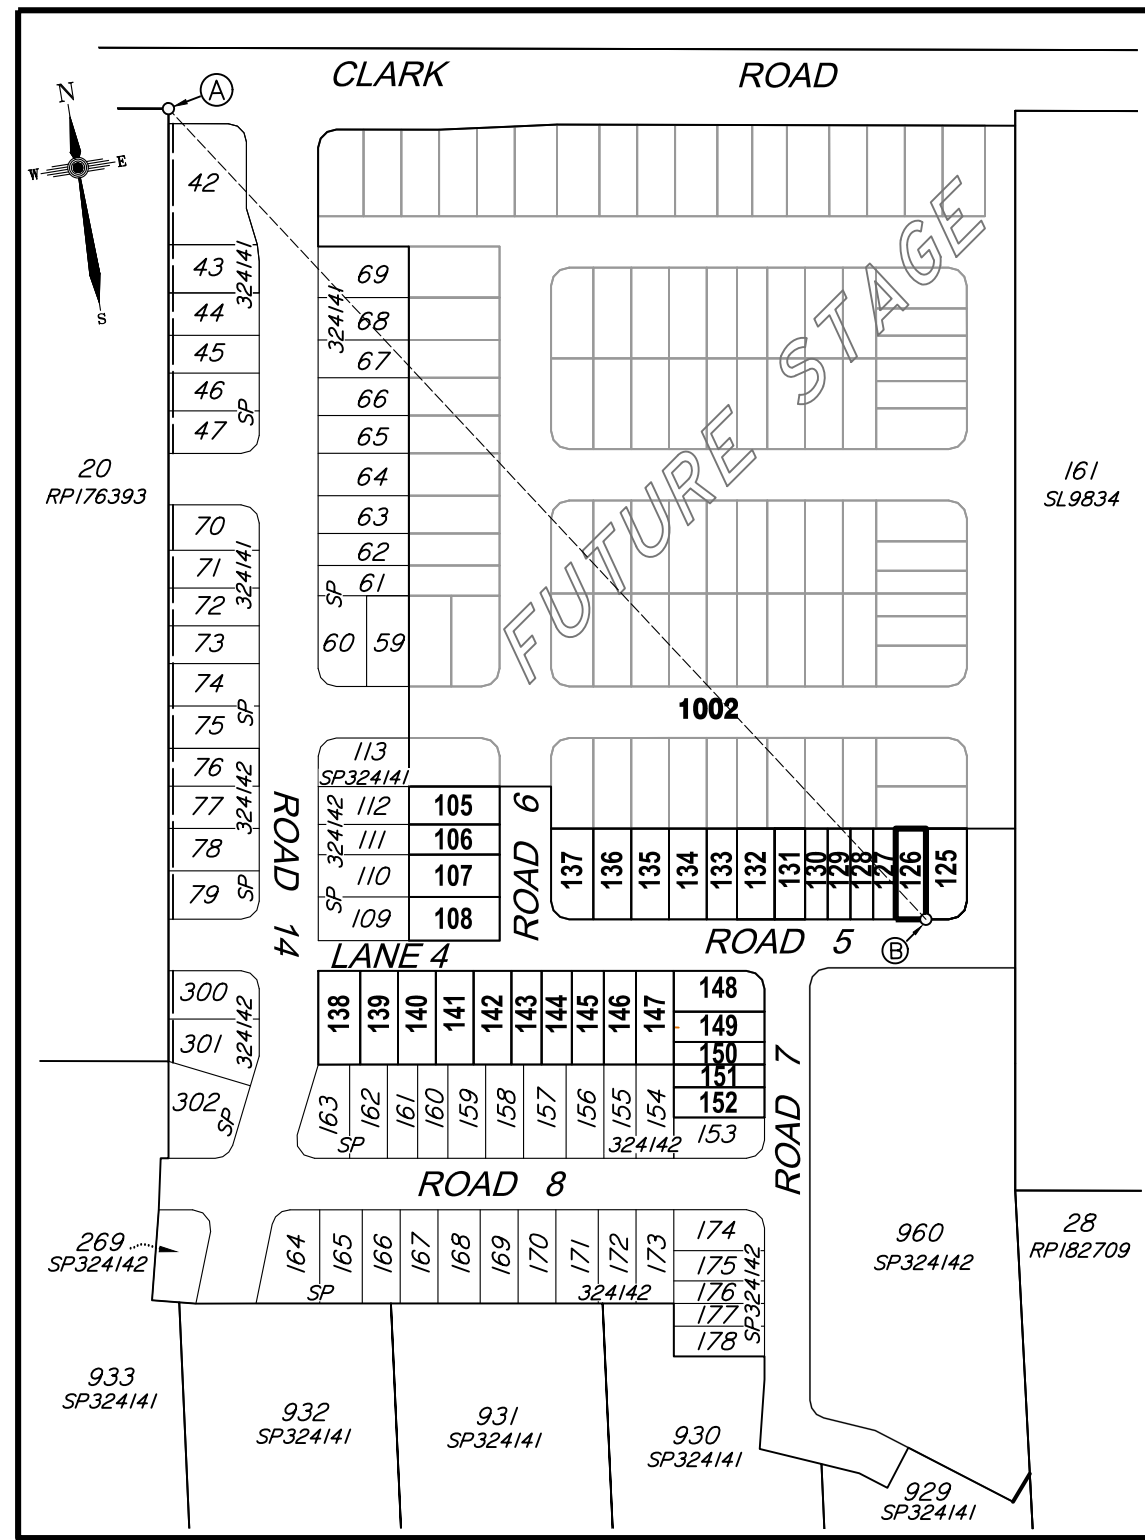 CLARK ROAD
A
N
W E
S
42
43
44
45
46
47
SP 324141
69
68
67
66
65
64
63
62
61
60 59
SP 324141
FUTURE STAGE
20
RP176393
161
SL9834
70
71
72
73
74
75
SP 324141
76
77
78
79
SP 324142
1002
113
SP324141
112
111
110
109
SP 324142
105
106
107
108
ROAD 14
ROAD 6
137 136 135 134 133 132 131 130 129 128 127 126 125
ROAD 5
B
LANE 4
300
301
302
SP 324142
138 139 140 141 142 143 144 145 146 147
148
149
150
151
152
153
163 162 161 160 159 158 157 156 155 154
SP 324142
ROAD 7
ROAD 8
269
SP324142
164 165 166 167 168 169 170 171 172 173
SP 324142
174
175
176
177
178
SP324142
960
SP324142
28
RP182709
933
SP324141
932
SP324141
931
SP324141
930
SP324141
929
SP324141